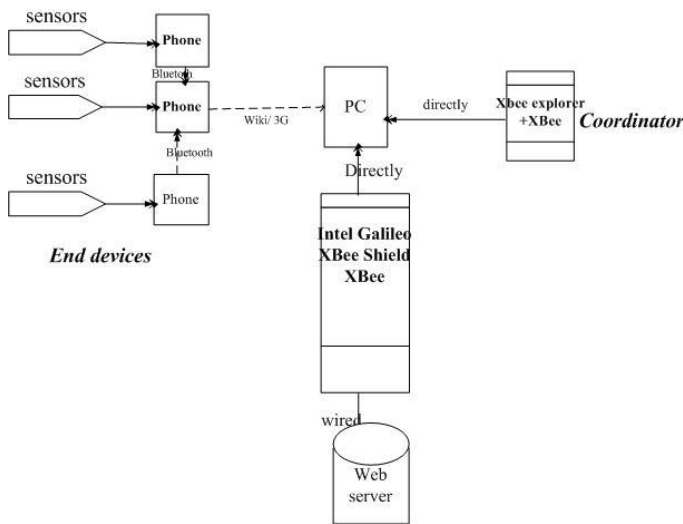 sensors
Phone
Bluetoth
sensors
Phone
Wiki/ 3G
PC
directly
Xbee explorer
+XBee
Coordinator
Bluetooth
sensors
Phone
Directly
End devices
Intel Galileo
XBee Shield
XBee
wired
Web
server